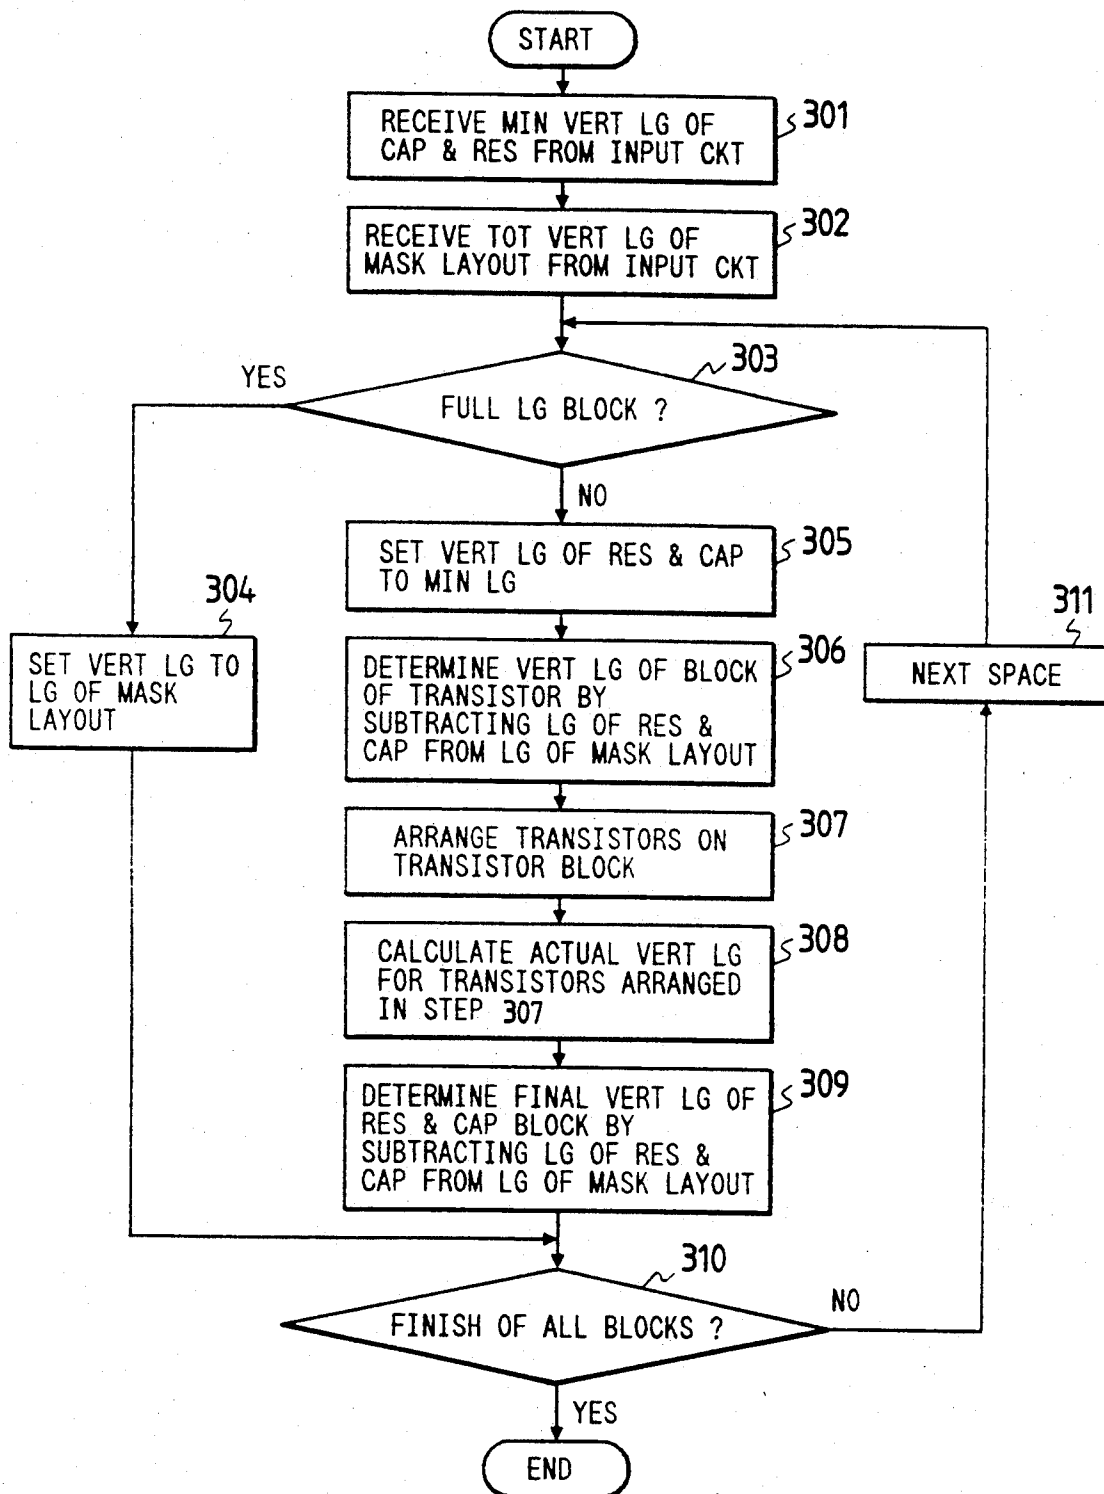 START
RECEIVE MIN VERT LG OF
CAP & RES FROM INPUT CKT
301
RECEIVE TOT VERT LG OF
MASK LAYOUT FROM INPUT CKT
302
303
YES
FULL LG BLOCK ?
NO
SET VERT LG OF RES & CAP
TO MIN LG
305
304
SET VERT LG TO
LG OF MASK
LAYOUT
DETERMINE VERT LG OF BLOCK
OF TRANSISTOR BY
SUBTRACTING LG OF RES &
CAP FROM LG OF MASK LAYOUT
306
311
NEXT SPACE
ARRANGE TRANSISTORS ON
TRANSISTOR BLOCK
307
CALCULATE ACTUAL VERT LG
FOR TRANSISTORS ARRANGED
IN STEP 307
308
DETERMINE FINAL VERT LG OF
RES & CAP BLOCK BY
SUBTRACTING LG OF RES &
CAP FROM LG OF MASK LAYOUT
309
310
FINISH OF ALL BLOCKS ?
NO
YES
END